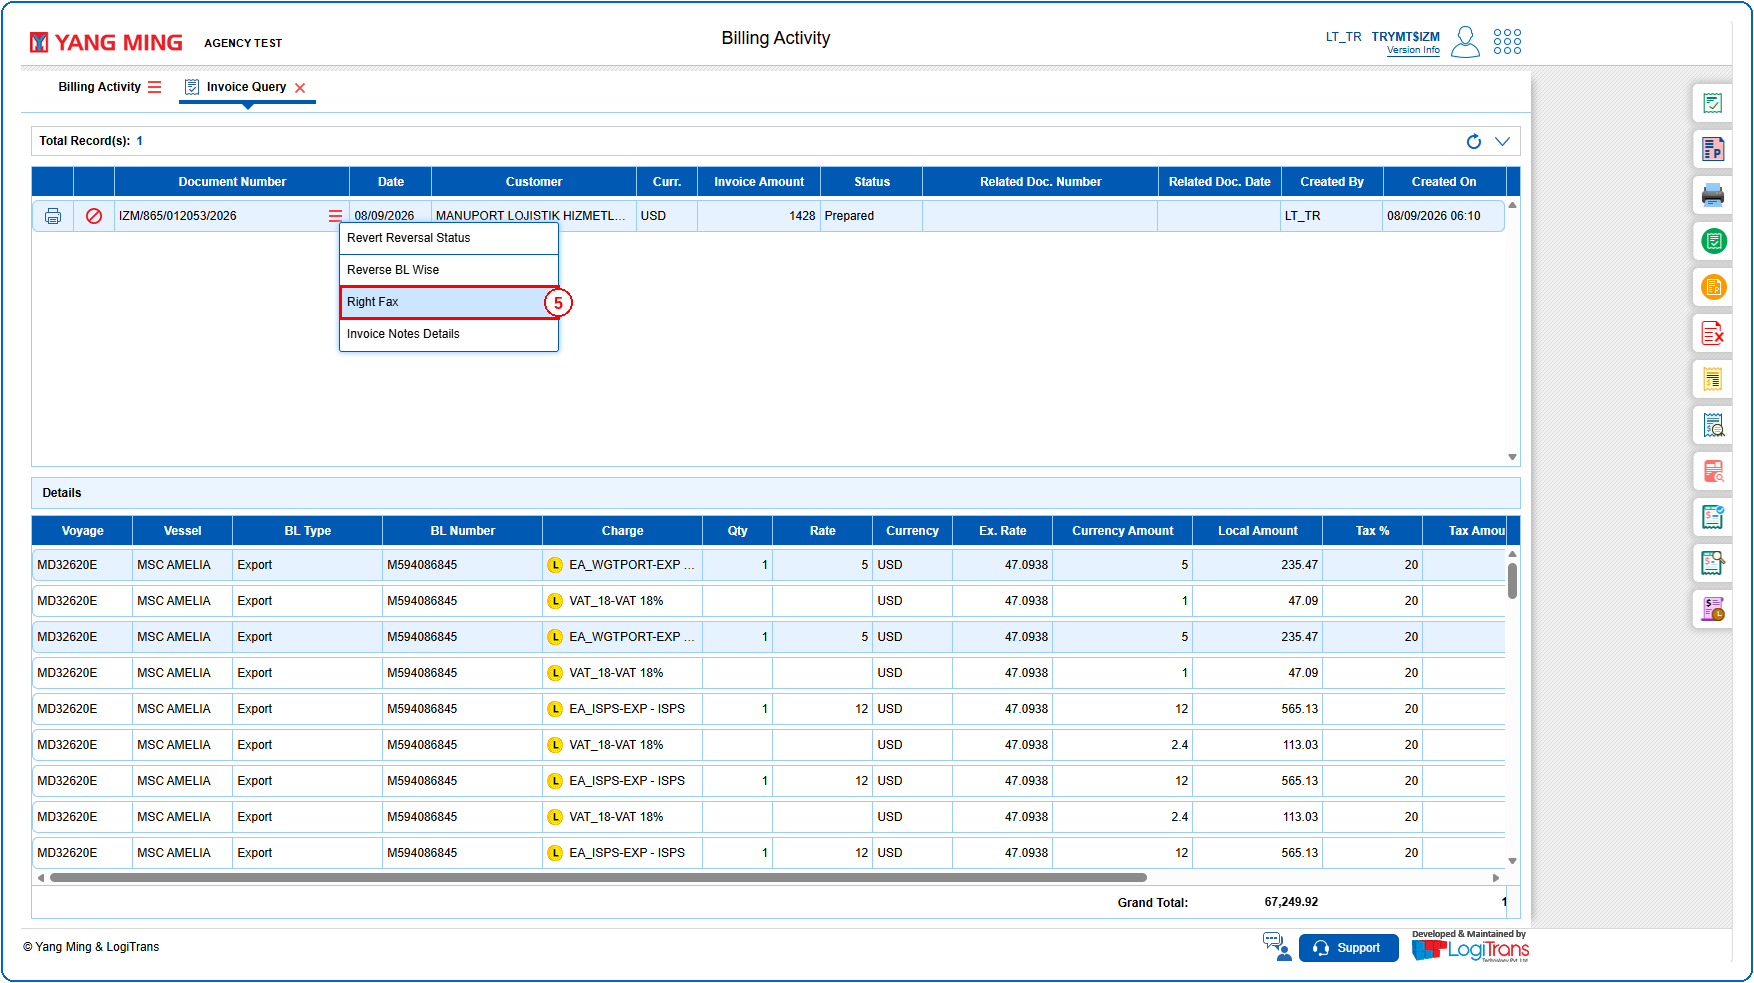 YANG MING AGENCY TEST
Billing Activity
LT_TR TRYMT$IZM
Version Info
Billing Activity Invoice Query
Total Record(s): 1
Document Number Date Customer Curr. Invoice Amount Status Related Doc. Number Related Doc. Date Created By Created On
IZM/865/012053/2026 08/09/2026 MANUPORT LOJISTIK HIZMETL... USD 1428 Prepared LT_TR 08/09/2026 06:10
Revert Reversal Status
Reverse BL Wise
Right Fax 5
Invoice Notes Details
Details
Voyage Vessel BL Type BL Number Charge Qty Rate Currency Ex. Rate Currency Amount Local Amount Tax % Tax Amou
MD32620E MSC AMELIA Export M594086845 L EA_WGTPORT-EXP ... 1 5 USD 47.0938 5 235.47 20
MD32620E MSC AMELIA Export M594086845 L VAT_18-VAT 18% USD 47.0938 1 47.09 20
MD32620E MSC AMELIA Export M594086845 L EA_WGTPORT-EXP ... 1 5 USD 47.0938 5 235.47 20
MD32620E MSC AMELIA Export M594086845 L VAT_18-VAT 18% USD 47.0938 1 47.09 20
MD32620E MSC AMELIA Export M594086845 L EA_ISPS-EXP - ISPS 1 12 USD 47.0938 12 565.13 20
MD32620E MSC AMELIA Export M594086845 L VAT_18-VAT 18% USD 47.0938 2.4 113.03 20
MD32620E MSC AMELIA Export M594086845 L EA_ISPS-EXP - ISPS 1 12 USD 47.0938 12 565.13 20
MD32620E MSC AMELIA Export M594086845 L VAT_18-VAT 18% USD 47.0938 2.4 113.03 20
MD32620E MSC AMELIA Export M594086845 L EA_ISPS-EXP - ISPS 1 12 USD 47.0938 12 565.13 20
Grand Total: 67,249.92 1
© Yang Ming & LogiTrans
Support
Developed & Maintained by
LogiTrans
Technology Pvt. Ltd.